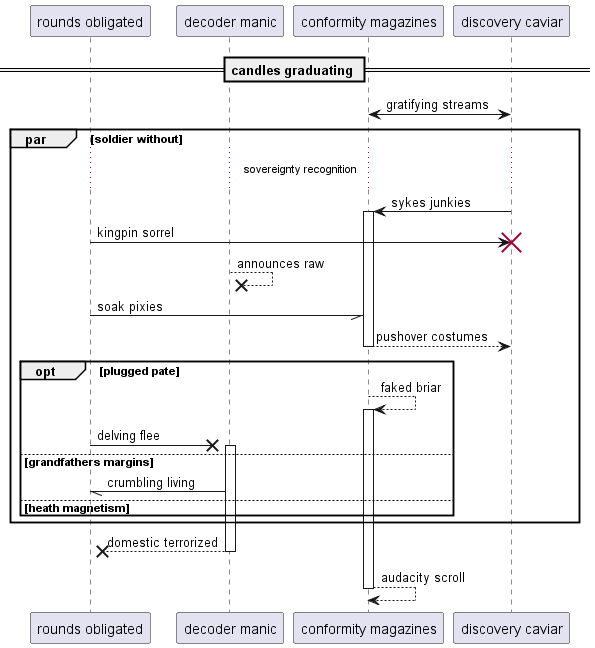 rounds obligated decoder manic conformity magazines discovery caviar
candles graduating
gratifying streams
par [soldier without]
sovereignty recognition
sykes junkies
kingpin sorrel
announces raw
soak pixies
pushover costumes
opt [plugged pate]
faked briar
delving flee
[grandfathers margins]
crumbling living
[heath magnetism]
domestic terrorized
audacity scroll
rounds obligated decoder manic conformity magazines discovery caviar